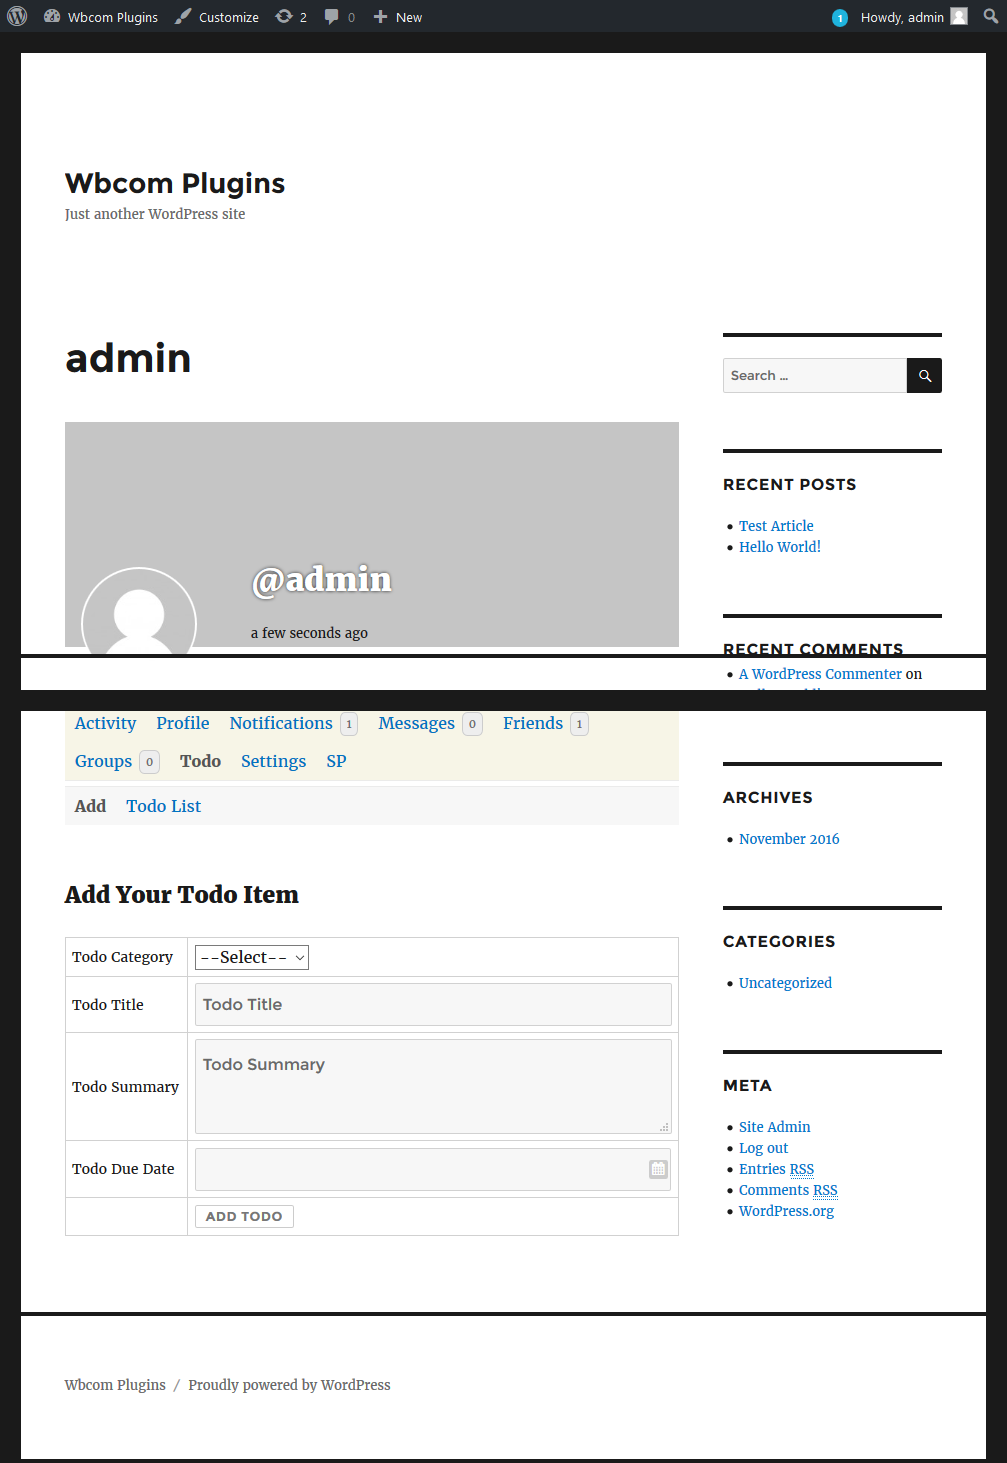 Wbcom Plugins Customize 2 0 New 1 Howdy, admin
Wbcom Plugins
Just another WordPress site
admin
@admin
a few seconds ago
Search ...
RECENT POSTS
Test Article
Hello World!
RECENT COMMENTS
A WordPress Commenter on
Activity Profile Notifications 1 Messages 0 Friends 1
Groups 0 Todo Settings SP
Add Todo List
Add Your Todo Item
Todo Category --Select--
Todo Title Todo Title
Todo Summary Todo Summary
Todo Due Date
ADD TODO
ARCHIVES
November 2016
CATEGORIES
Uncategorized
META
Site Admin
Log out
Entries RSS
Comments RSS
WordPress.org
Wbcom Plugins / Proudly powered by WordPress